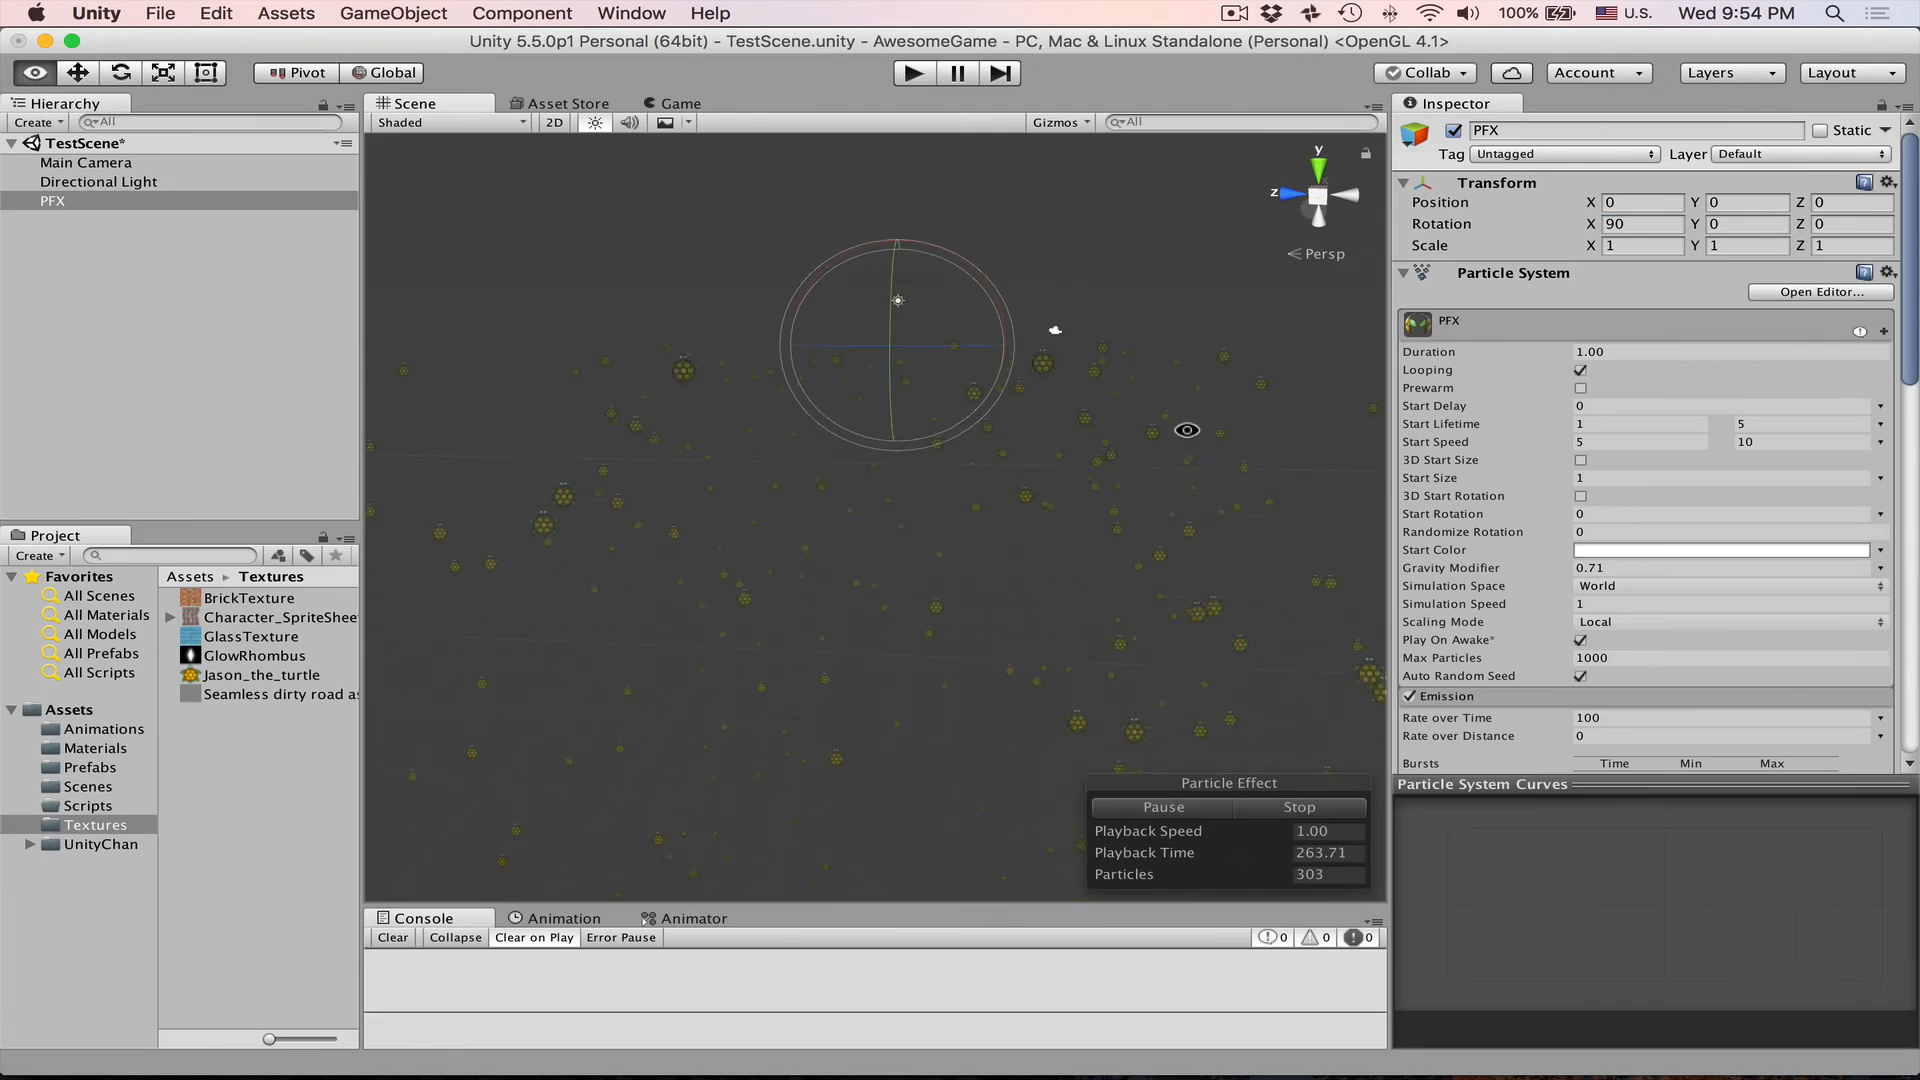 Unity File Edit Assets GameObject Component Window Help 100% U.S. Wed 9:54 PM
Unity 5.5.0p1 Personal (64bit) - TestScene.unity - AwesomeGame - PC, Mac & Linux Standalone (Personal) <OpenGL 4.1>
Pivot Global Collab Account Layers Layout
Hierarchy
Create All
TestScene*
Main Camera
Directional Light
PFX
Scene Asset Store Game
Shaded 2D Gizmos All
y
z
Persp
Particle Effect
Pause Stop
Playback Speed 1.00
Playback Time 263.71
Particles 303
Project
Create
Favorites
All Scenes
All Materials
All Models
All Prefabs
All Scripts
Assets
Animations
Materials
Prefabs
Scenes
Scripts
Textures
UnityChan
Assets Textures
BrickTexture
Character_SpriteShee
GlassTexture
GlowRhombus
Jason_the_turtle
Seamless dirty road as
Console Animation Animator
Clear Collapse Clear on Play Error Pause 0 0 0
Inspector
PFX Static
Tag Untagged Layer Default
Transform
Position X 0 Y 0 Z 0
Rotation X 90 Y 0 Z 0
Scale X 1 Y 1 Z 1
Particle System
Open Editor...
PFX
Duration 1.00
Looping
Prewarm
Start Delay 0
Start Lifetime 1 5
Start Speed 5 10
3D Start Size
Start Size 1
3D Start Rotation
Start Rotation 0
Randomize Rotation 0
Start Color
Gravity Modifier 0.71
Simulation Space World
Simulation Speed 1
Scaling Mode Local
Play On Awake*
Max Particles 1000
Auto Random Seed
Emission
Rate over Time 100
Rate over Distance 0
Bursts Time Min Max
Particle System Curves